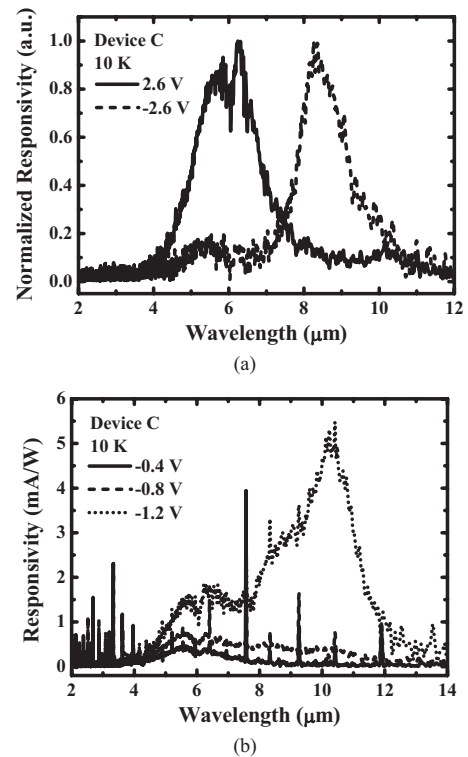 1.0
0.8
0.6
0.4
0.2
0.0
Normalized Responsivity (a.u.)
Device C
10 K
2.6 V
-2.6 V
2 4 6 8 10 12
Wavelength (μm)
(a)
6
5
4
3
2
1
0
Responsivity (mA/W)
Device C
10 K
-0.4 V
-0.8 V
-1.2 V
2 4 6 8 10 12 14
Wavelength (μm)
(b)